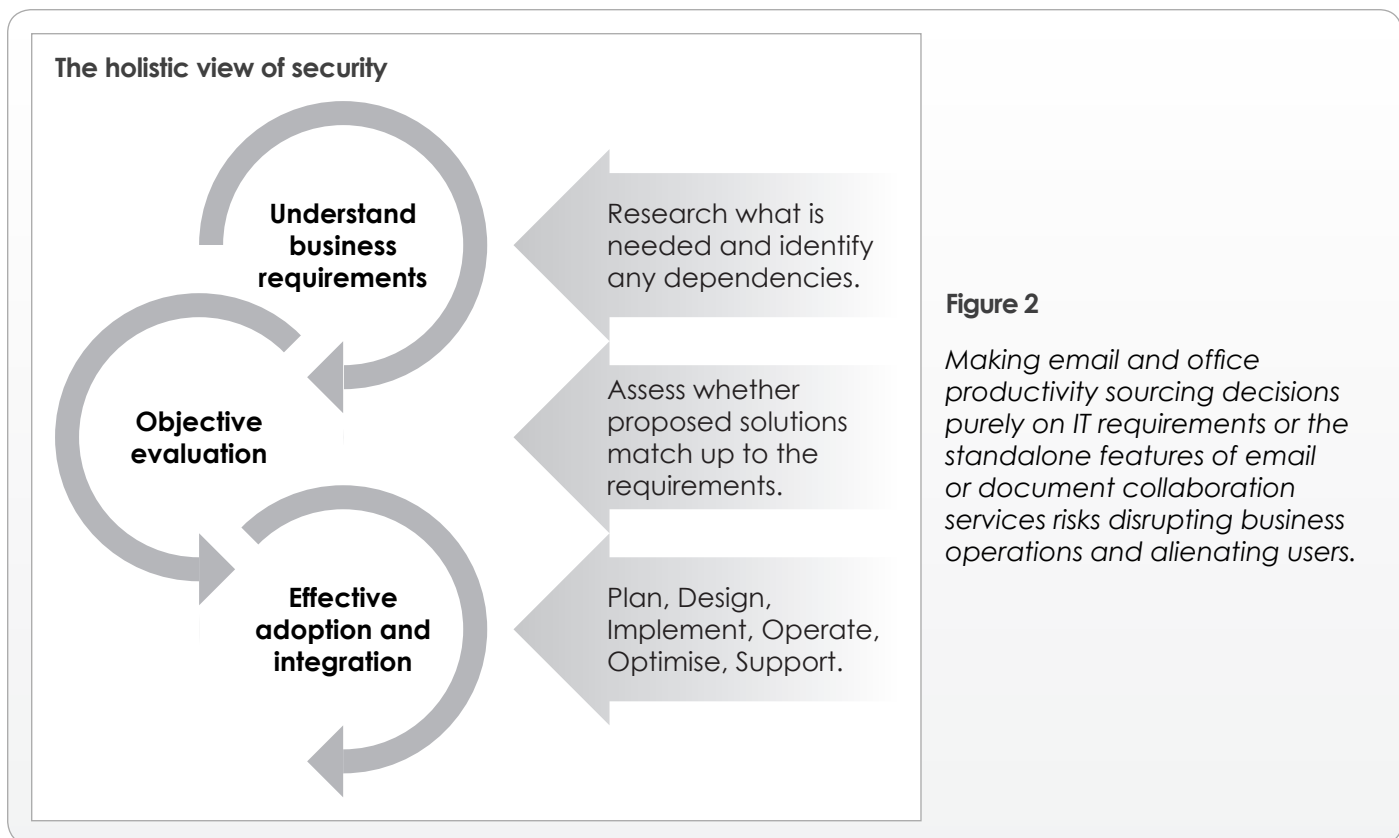 The holistic view of security
Understand
business
requirements
Research what is
needed and identify
any dependencies.
Objective
evaluation
Assess whether
proposed solutions
match up to the
requirements.
Effective
adoption and
integration
Plan, Design,
Implement, Operate,
Optimise, Support.
Figure 2
Making email and office
productivity sourcing decisions
purely on IT requirements or the
standalone features of email
or document collaboration
services risks disrupting business
operations and alienating users.